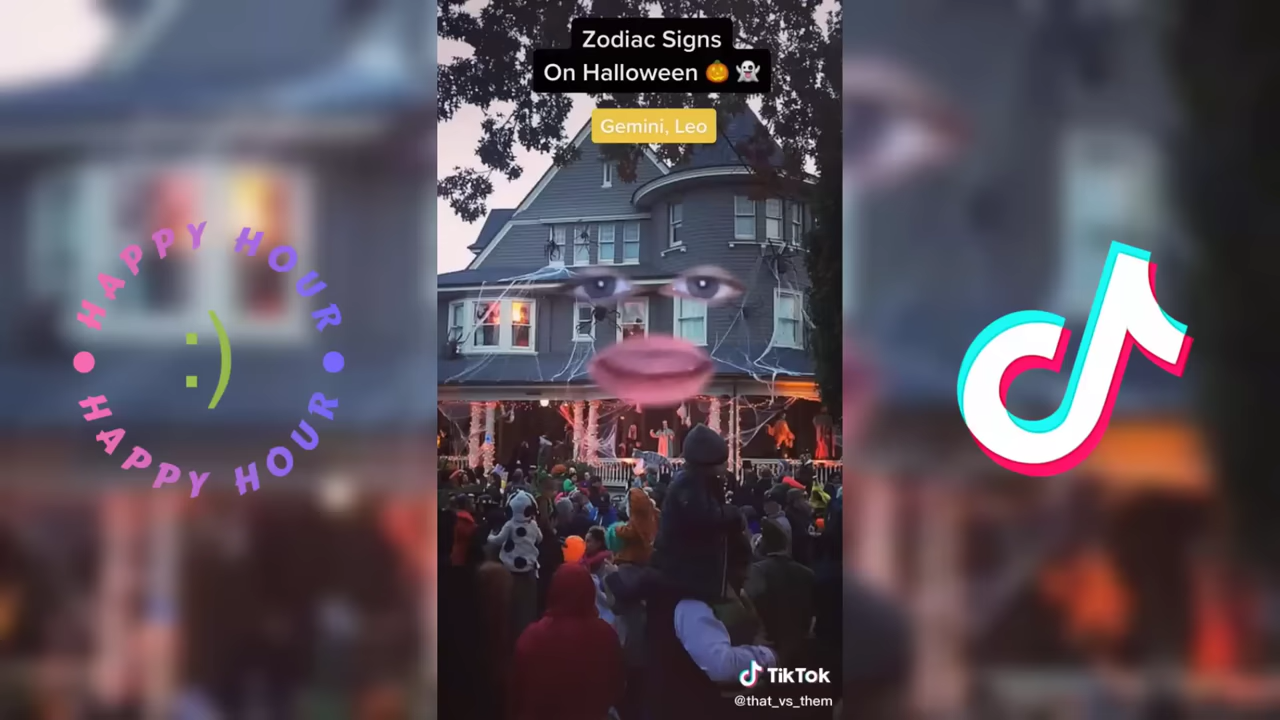 Zodiac Signs
On Halloween 🎃 👻
Gemini, Leo
HAPPY HOUR
:)
HAPPY HOUR
TikTok
@that_vs_them